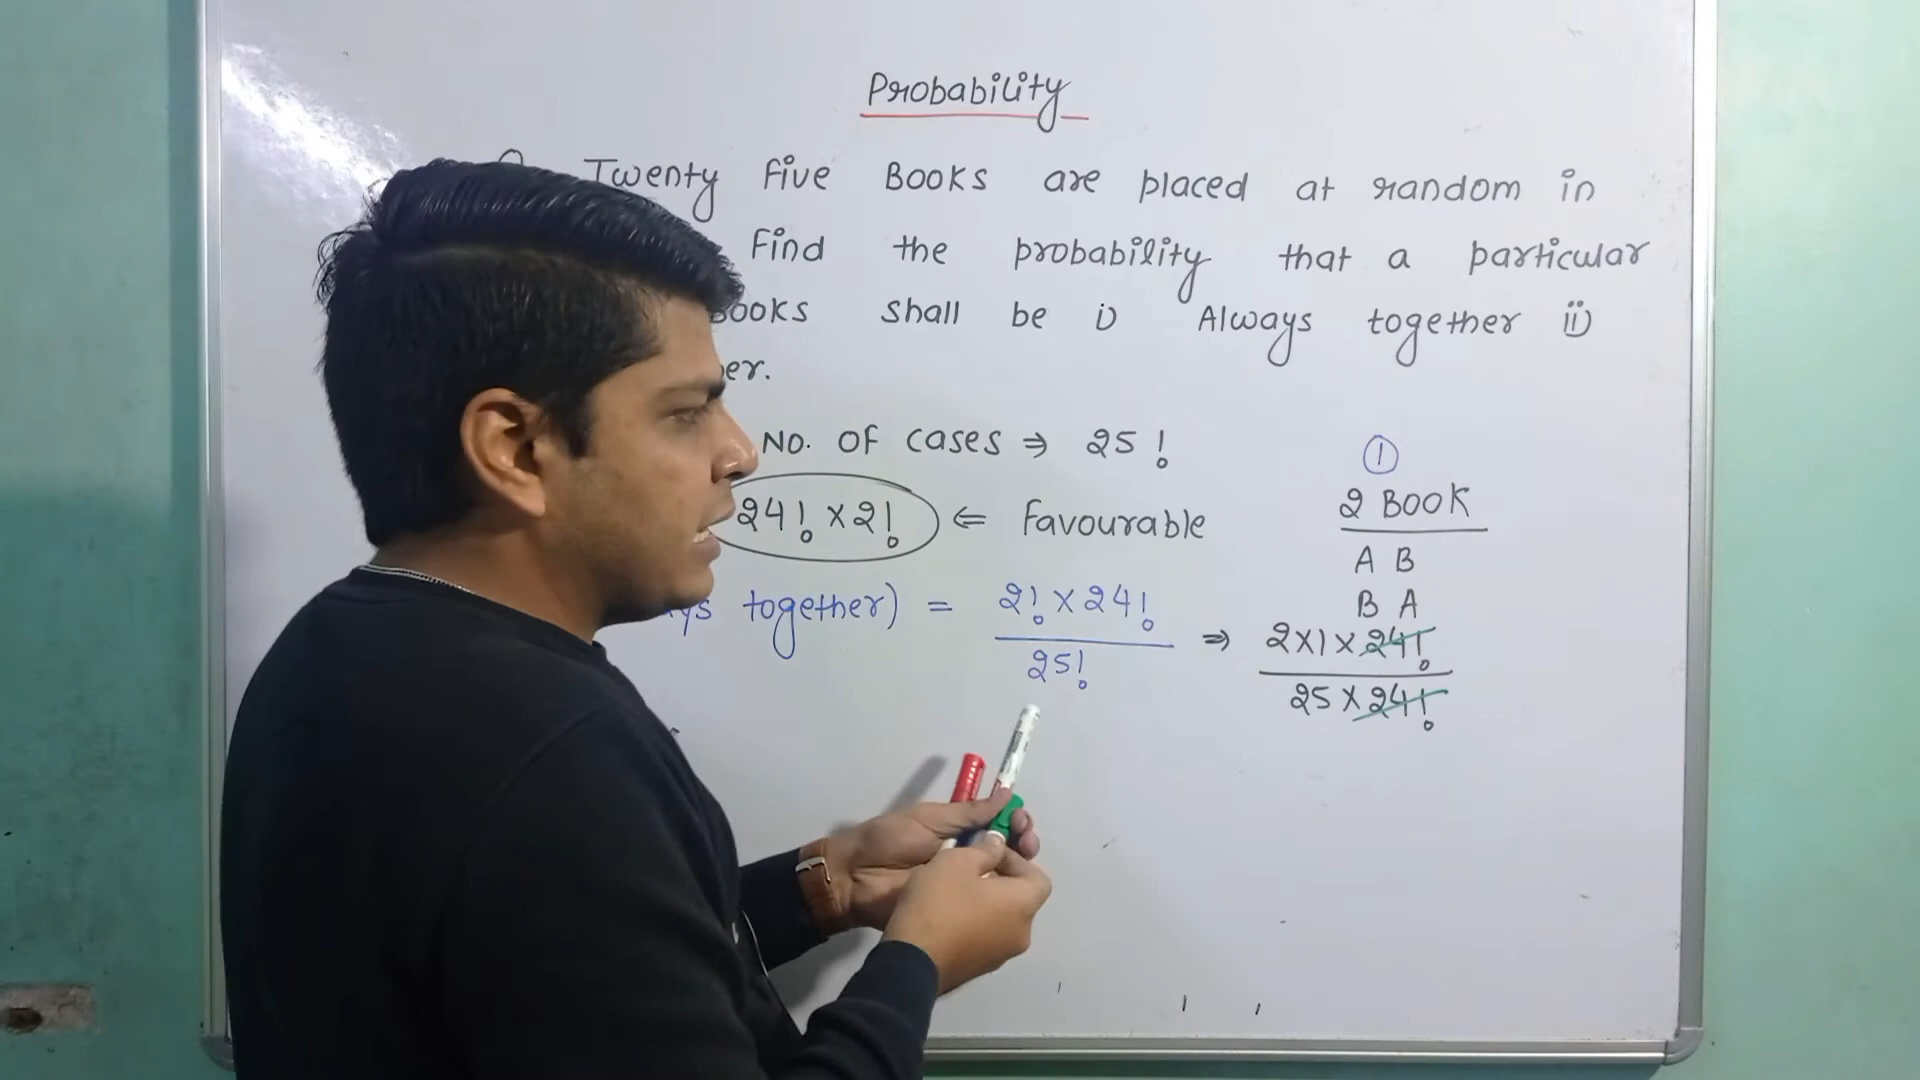 Probability
Twenty Five Books are placed at random in
Find the probability that a particular
Books shall be i) Always together ii)
er.
No. of cases ⇒ 25!
①
2 BOOK
24! × 2! ⇐ Favourable
A B
B A
ys together) = 2! × 24! / 25! ⇒ 2×1×24! / 25×24!